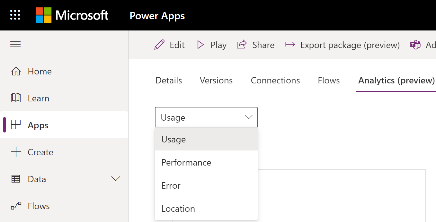 Microsoft Power Apps
Edit Play Share Export package (preview) Ad
Home
Learn
Apps
Create
Data
Flows
Details Versions Connections Flows Analytics (preview)
Usage
Usage
Performance
Error
Location